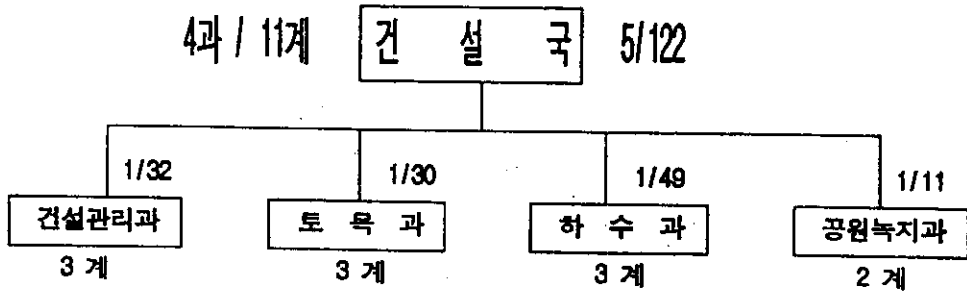 4과 / 11계 건 설 국 5/122
1/32 1/30 1/49 1/11
건설관리과 토 목 과 하 수 과 공원녹지과
3 계 3 계 3 계 2 계